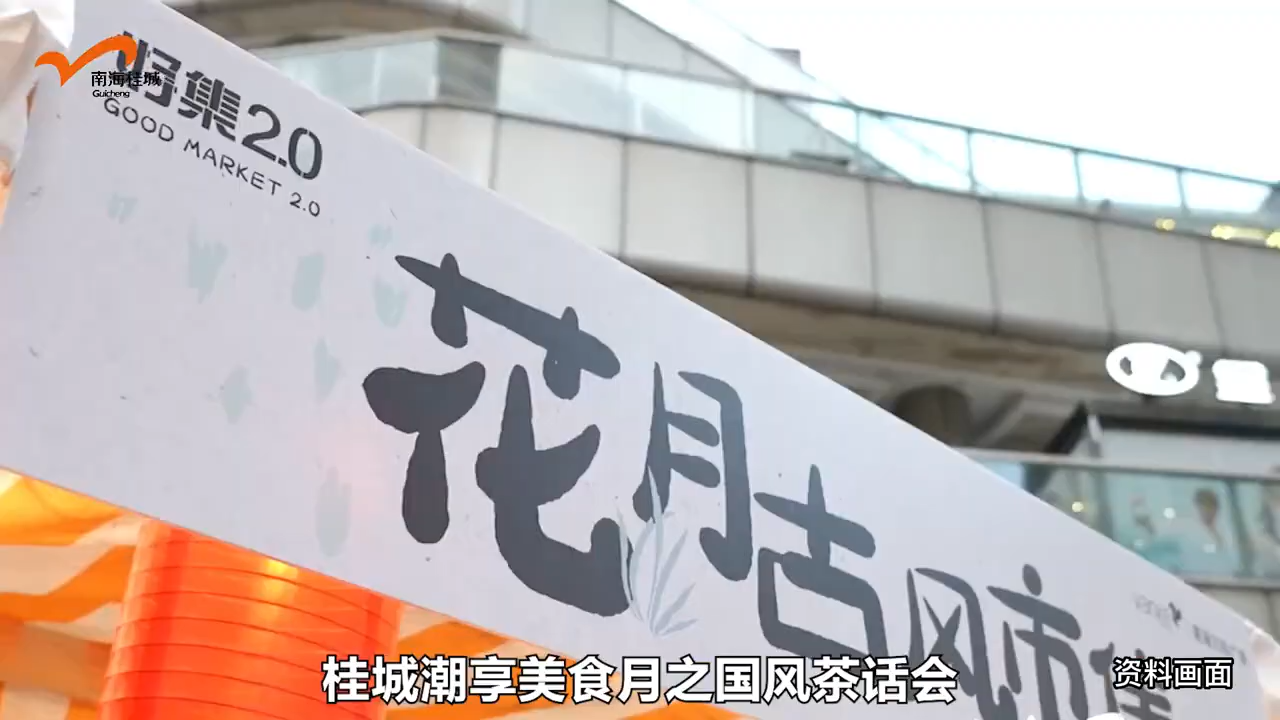 好集2.0
GOOD MARKET 2.0
南海桂城
Guicheng
花月古风市集
桂城潮享美食月之国风茶话会
资料画面